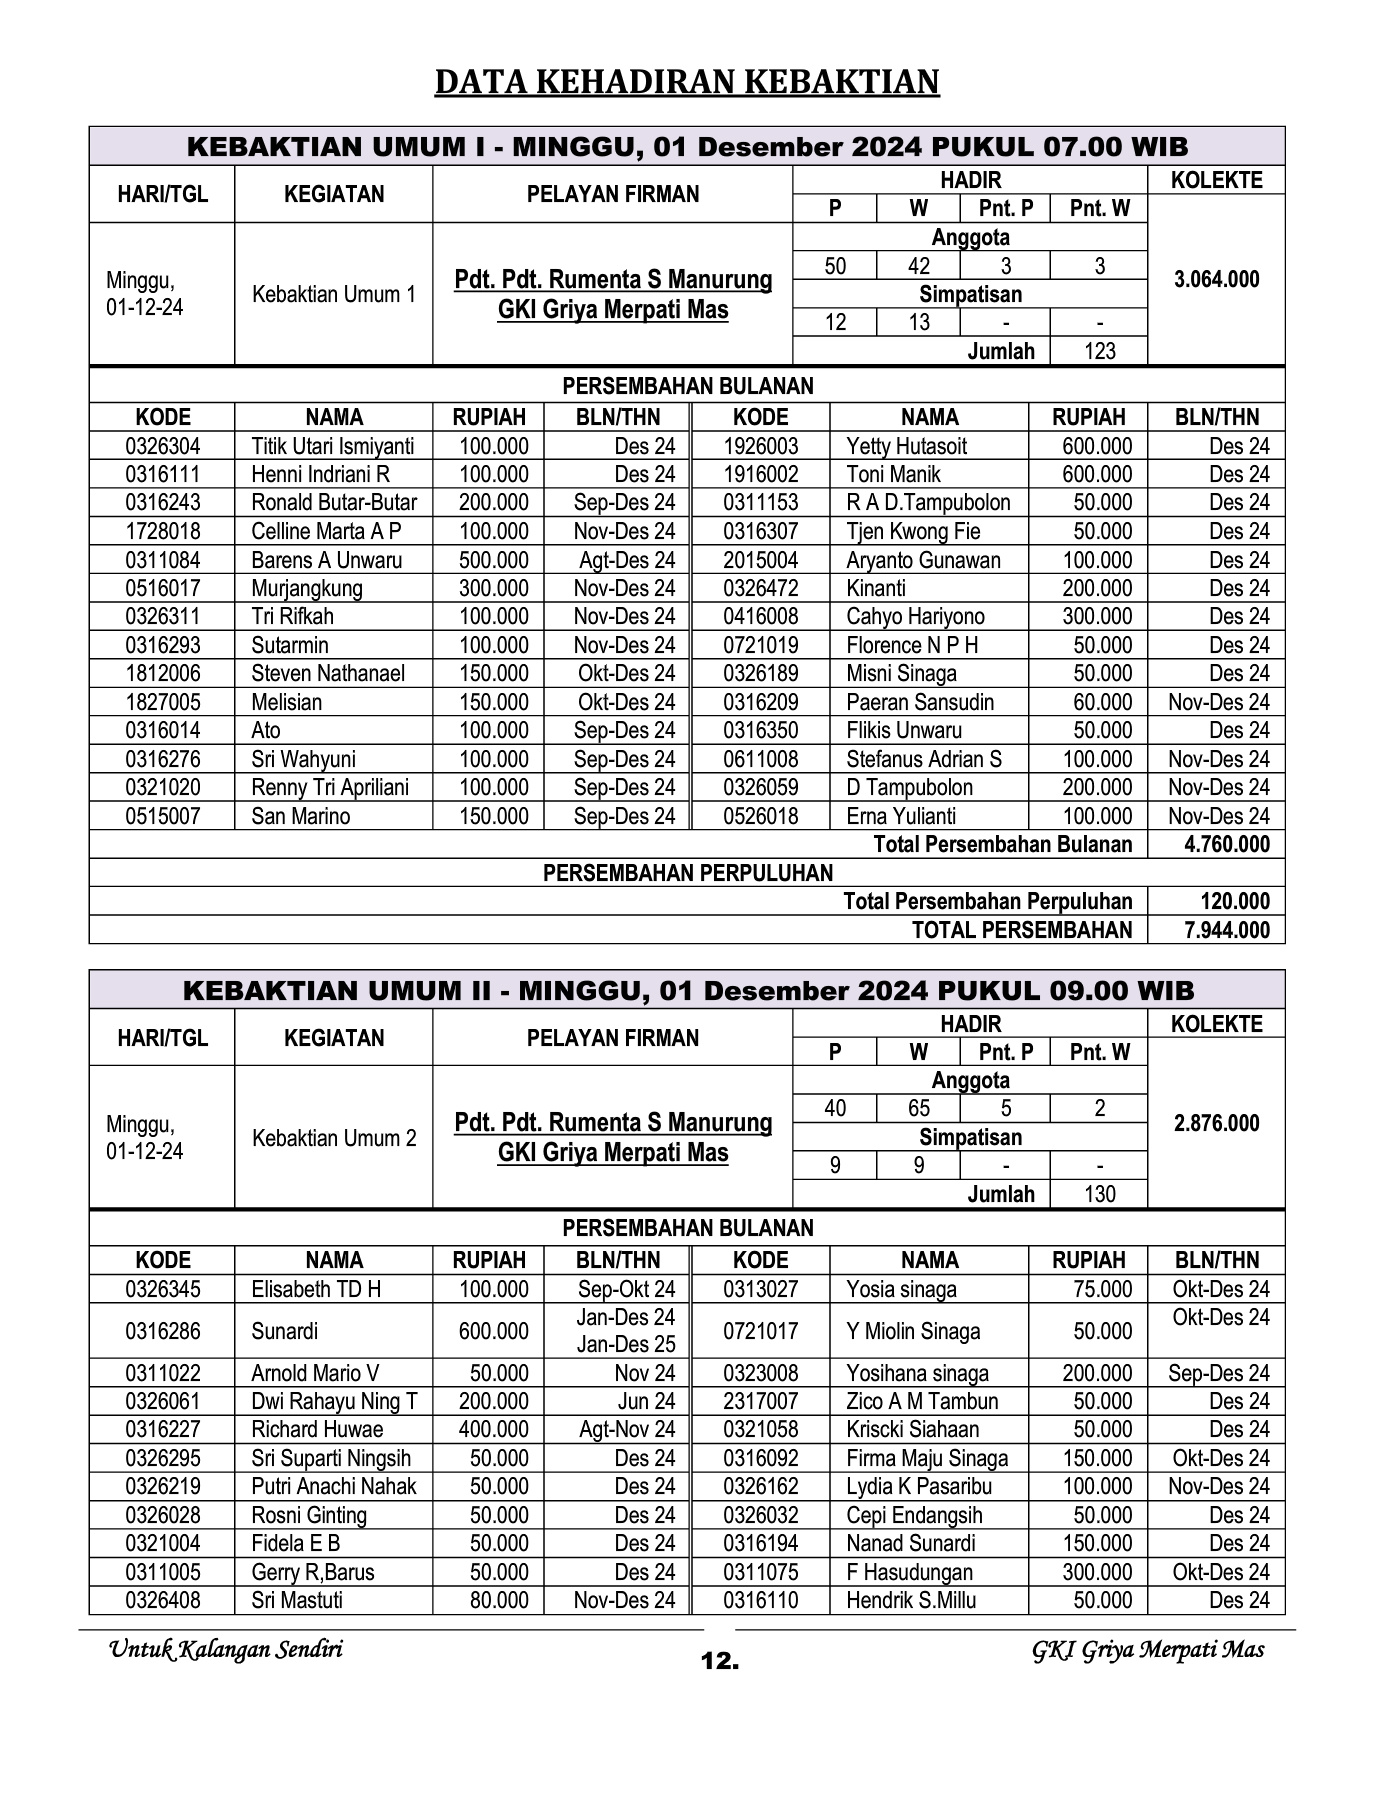 DATA KEHADIRAN KEBAKTIAN
KEBAKTIAN UMUM I - MINGGU, 01 Desember 2024 PUKUL 07.00 WIB
HARI/TGL KEGIATAN PELAYAN FIRMAN HADIR KOLEKTE
P W Pnt. P Pnt. W
Minggu, 01-12-24 Kebaktian Umum 1 Pdt. Pdt. Rumenta S Manurung GKI Griya Merpati Mas
Anggota
50 42 3 3
3.064.000
Simpatisan
12 13 - -
Jumlah 123
PERSEMBAHAN BULANAN
KODE NAMA RUPIAH BLN/THN KODE NAMA RUPIAH BLN/THN
0326304 Titik Utari Ismiyanti 100.000 Des 24 1926003 Yetty Hutasoit 600.000 Des 24
0316111 Henni Indriani R 100.000 Des 24 1916002 Toni Manik 600.000 Des 24
0316243 Ronald Butar-Butar 200.000 Sep-Des 24 0311153 R A D.Tampubolon 50.000 Des 24
1728018 Celline Marta A P 100.000 Nov-Des 24 0316307 Tjen Kwong Fie 50.000 Des 24
0311084 Barens A Unwaru 500.000 Agt-Des 24 2015004 Aryanto Gunawan 100.000 Des 24
0516017 Murjangkung 300.000 Nov-Des 24 0326472 Kinanti 200.000 Des 24
0326311 Tri Rifkah 100.000 Nov-Des 24 0416008 Cahyo Hariyono 300.000 Des 24
0316293 Sutarmin 100.000 Nov-Des 24 0721019 Florence N P H 50.000 Des 24
1812006 Steven Nathanael 150.000 Okt-Des 24 0326189 Misni Sinaga 50.000 Des 24
1827005 Melisian 150.000 Okt-Des 24 0316209 Paeran Sansudin 60.000 Nov-Des 24
0316014 Ato 100.000 Sep-Des 24 0316350 Flikis Unwaru 50.000 Des 24
0316276 Sri Wahyuni 100.000 Sep-Des 24 0611008 Stefanus Adrian S 100.000 Nov-Des 24
0321020 Renny Tri Apriliani 100.000 Sep-Des 24 0326059 D Tampubolon 200.000 Nov-Des 24
0515007 San Marino 150.000 Sep-Des 24 0526018 Erna Yulianti 100.000 Nov-Des 24
Total Persembahan Bulanan 4.760.000
PERSEMBAHAN PERPULUHAN
Total Persembahan Perpuluhan 120.000
TOTAL PERSEMBAHAN 7.944.000
KEBAKTIAN UMUM II - MINGGU, 01 Desember 2024 PUKUL 09.00 WIB
HARI/TGL KEGIATAN PELAYAN FIRMAN HADIR KOLEKTE
P W Pnt. P Pnt. W
Minggu, 01-12-24 Kebaktian Umum 2 Pdt. Pdt. Rumenta S Manurung GKI Griya Merpati Mas
Anggota
40 65 5 2
2.876.000
Simpatisan
9 9 - -
Jumlah 130
PERSEMBAHAN BULANAN
KODE NAMA RUPIAH BLN/THN KODE NAMA RUPIAH BLN/THN
0326345 Elisabeth TD H 100.000 Sep-Okt 24 0313027 Yosia sinaga 75.000 Okt-Des 24
0316286 Sunardi 600.000 Jan-Des 24 Jan-Des 25 0721017 Y Miolin Sinaga 50.000 Okt-Des 24
0311022 Arnold Mario V 50.000 Nov 24 0323008 Yosihana sinaga 200.000 Sep-Des 24
0326061 Dwi Rahayu Ning T 200.000 Jun 24 2317007 Zico A M Tambun 50.000 Des 24
0316227 Richard Huwae 400.000 Agt-Nov 24 0321058 Kriscki Siahaan 50.000 Des 24
0326295 Sri Suparti Ningsih 50.000 Des 24 0316092 Firma Maju Sinaga 150.000 Okt-Des 24
0326219 Putri Anachi Nahak 50.000 Des 24 0326162 Lydia K Pasaribu 100.000 Nov-Des 24
0326028 Rosni Ginting 50.000 Des 24 0326032 Cepi Endangsih 50.000 Des 24
0321004 Fidela E B 50.000 Des 24 0316194 Nanad Sunardi 150.000 Des 24
0311005 Gerry R,Barus 50.000 Des 24 0311075 F Hasudungan 300.000 Okt-Des 24
0326408 Sri Mastuti 80.000 Nov-Des 24 0316110 Hendrik S.Millu 50.000 Des 24
Untuk Kalangan Sendiri 12. GKI Griya Merpati Mas